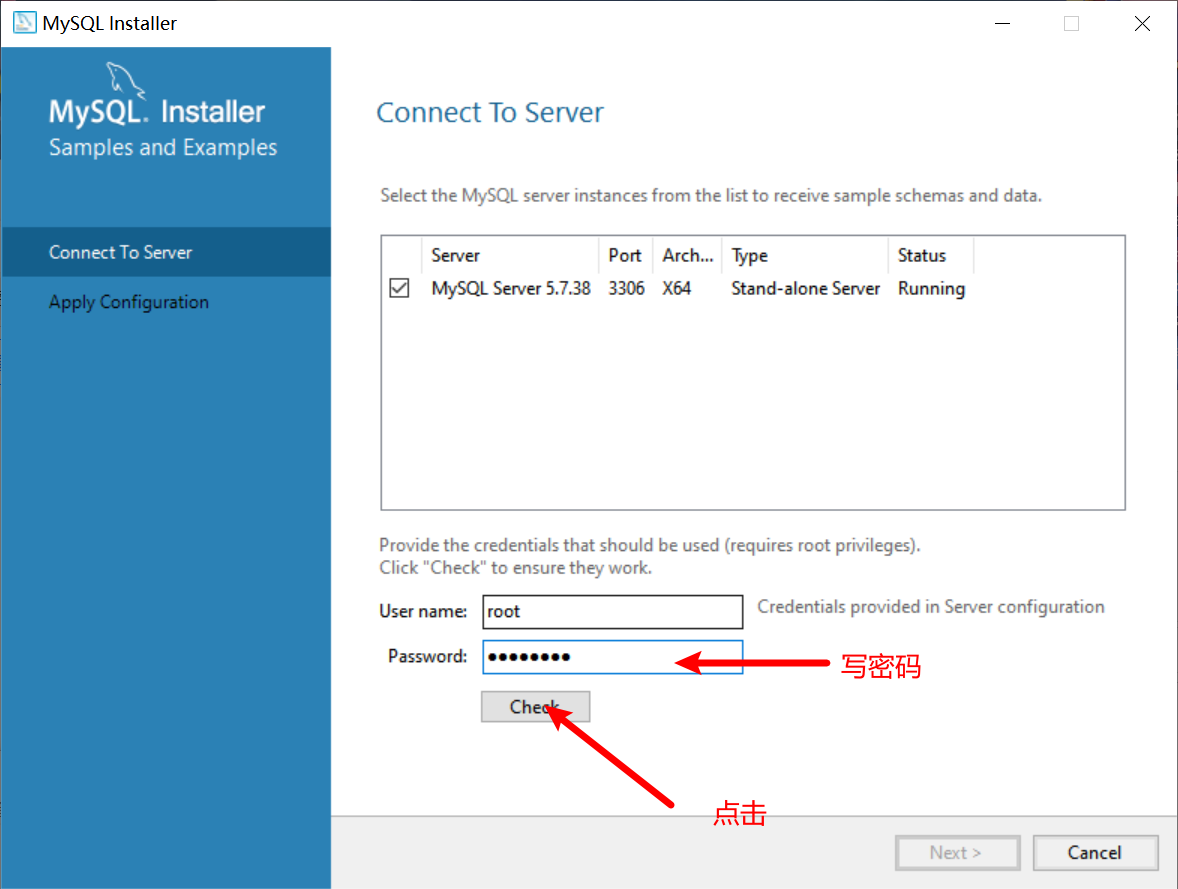 MySQL Installer
MySQL. Installer
Samples and Examples
Connect To Server
Apply Configuration
Connect To Server
Select the MySQL server instances from the list to receive sample schemas and data.
Server Port Arch... Type Status
MySQL Server 5.7.38 3306 X64 Stand-alone Server Running
Provide the credentials that should be used (requires root privileges).
Click "Check" to ensure they work.
User name: root Credentials provided in Server configuration
Password: ●●●●●●●● 写密码
Check
点击
Next > Cancel